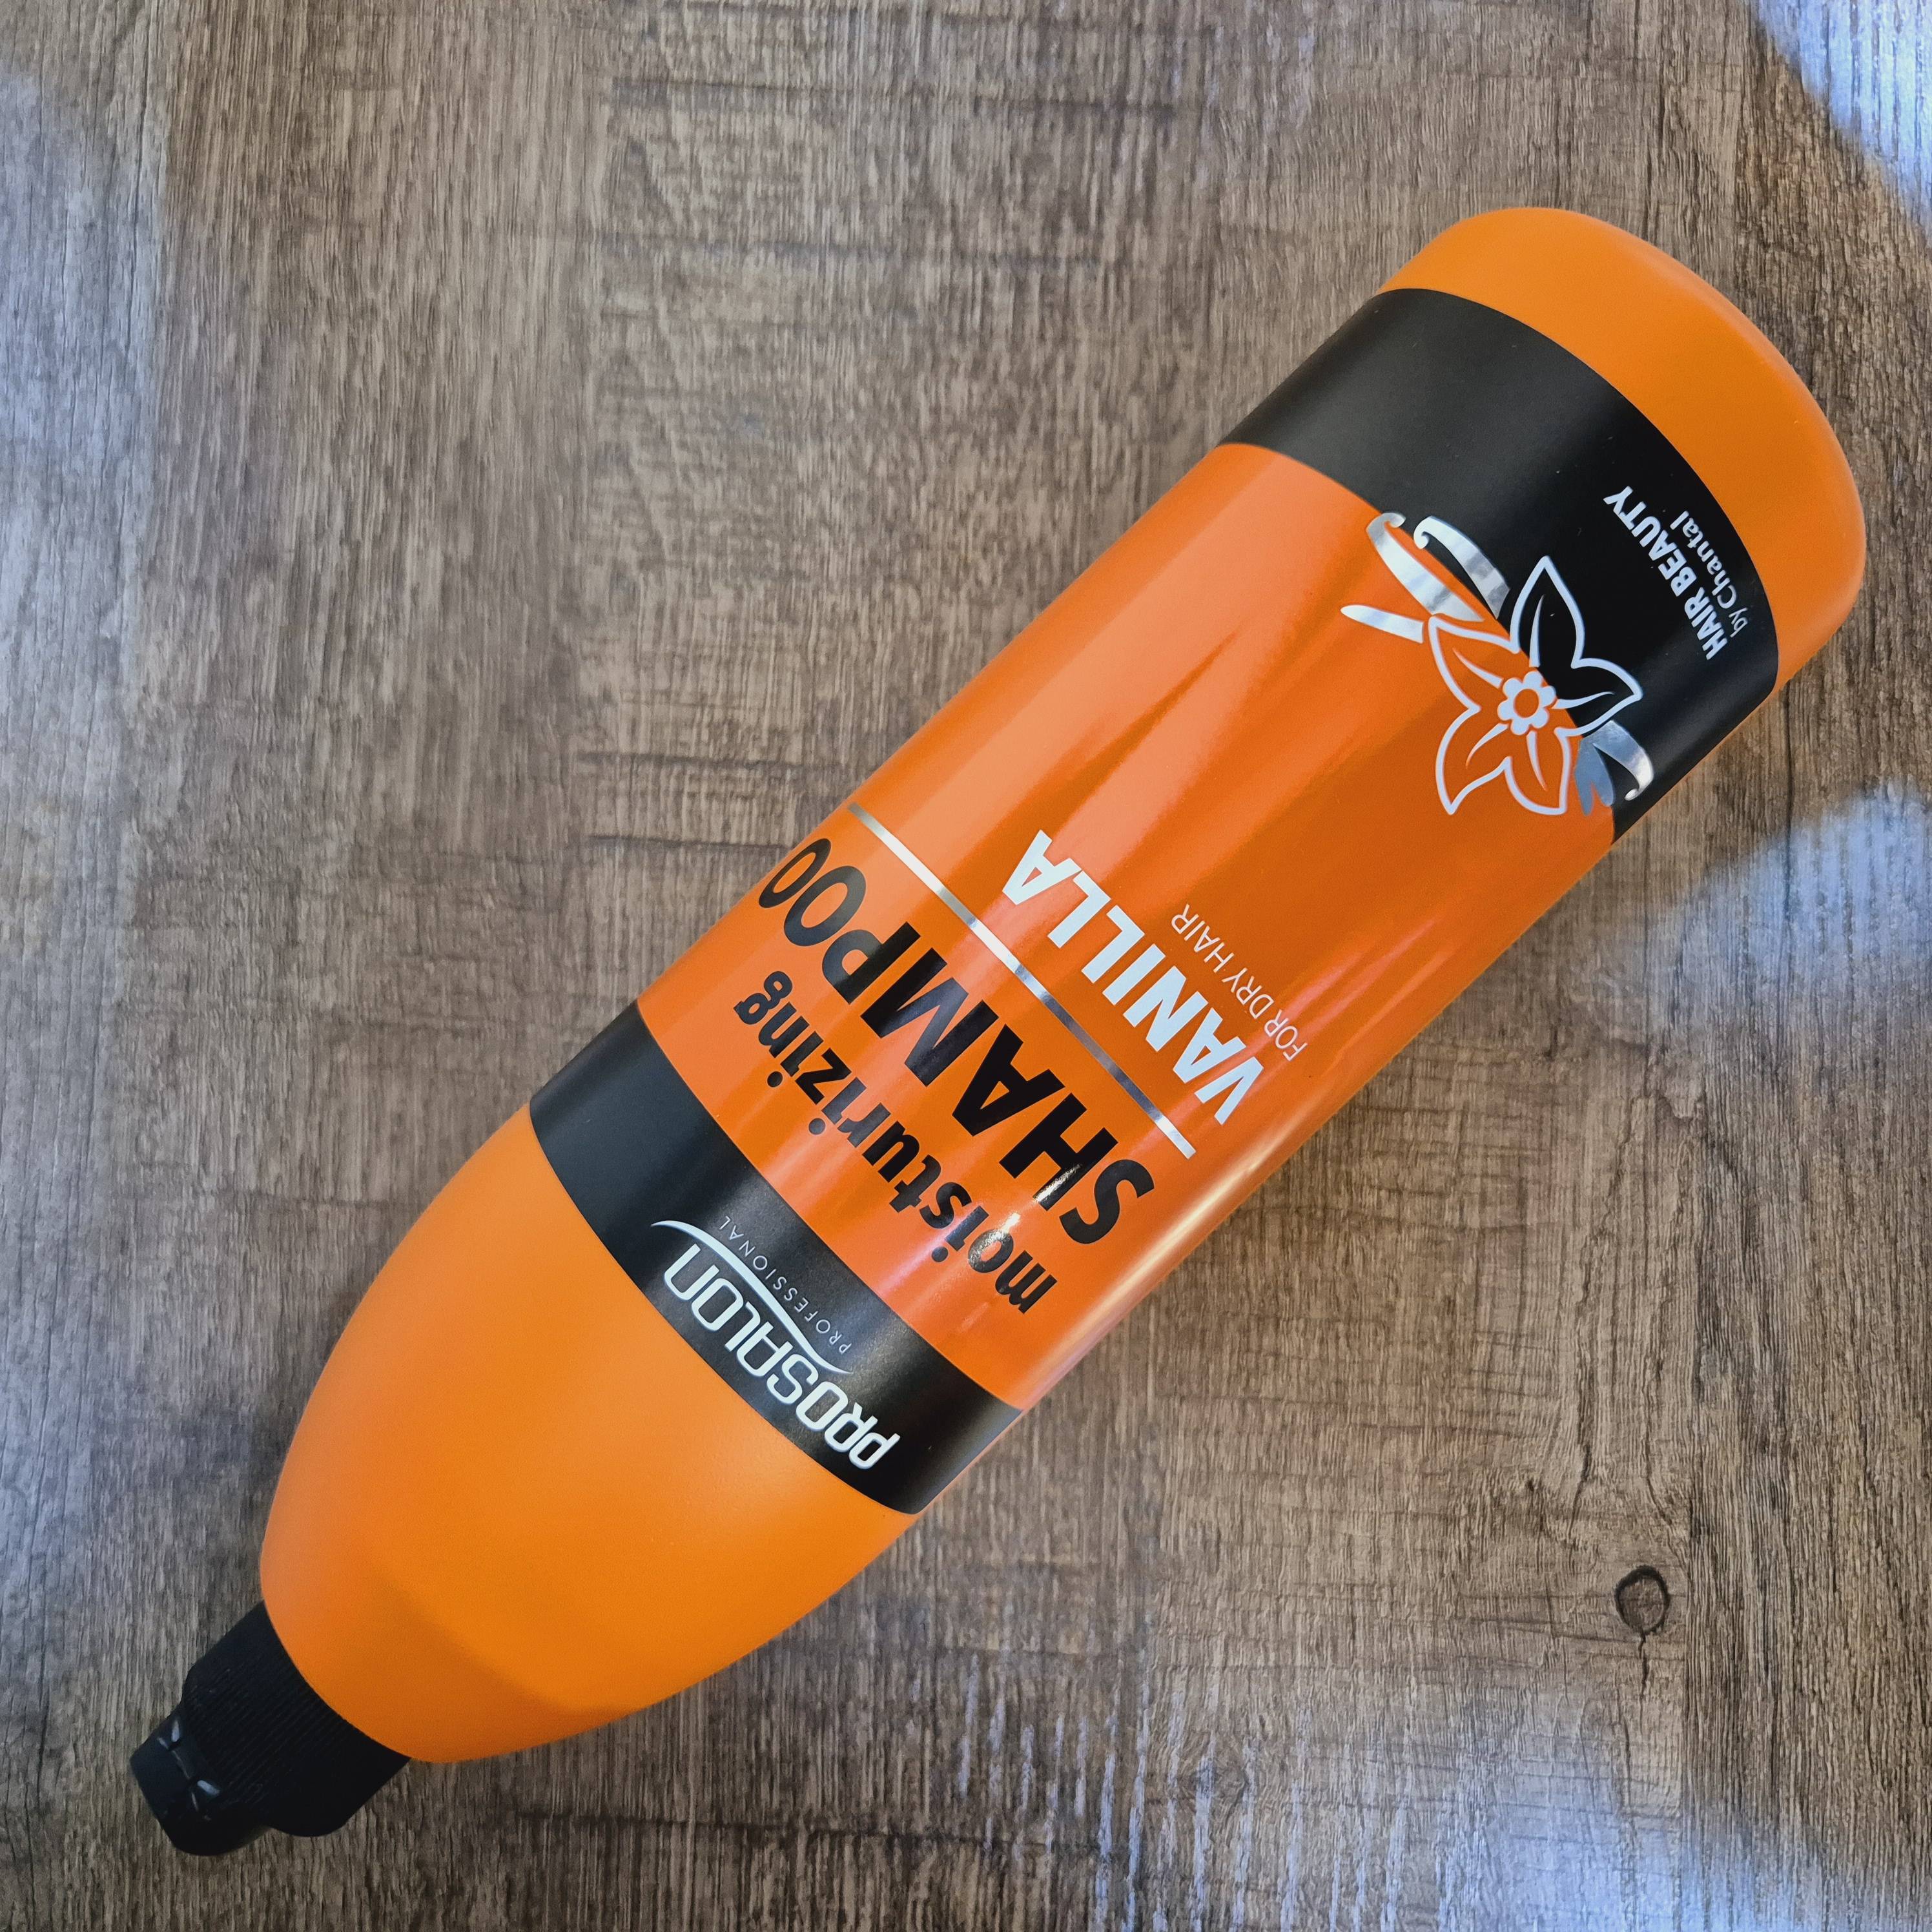 PROSALON
PROFESSIONAL
moisturizing
SHAMPOO
VANILLA
FOR DRY HAIR
HAIR BEAUTY
by Chantal